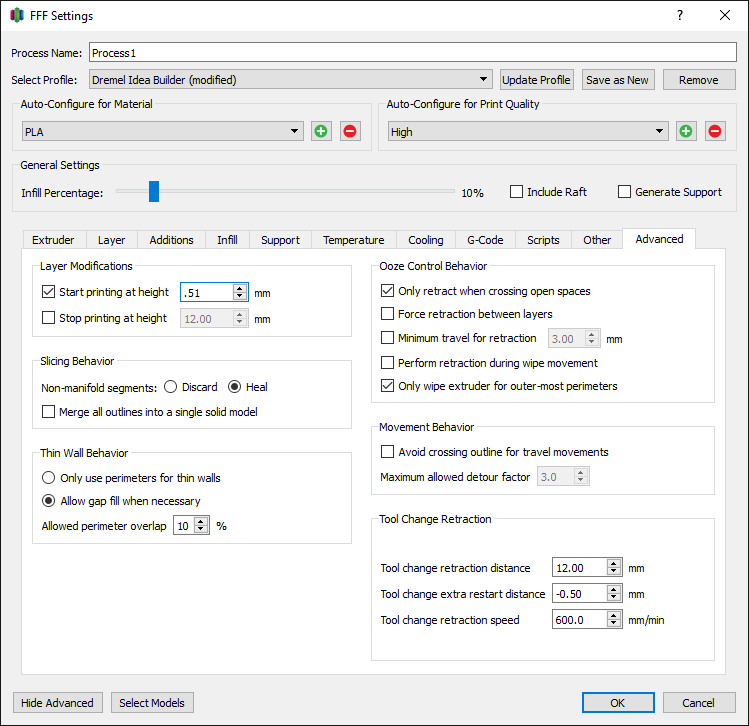 FFF Settings
Process Name: Process1
Select Profile: Dremel Idea Builder (modified) Update Profile Save as New Remove
Auto-Configure for Material
PLA
Auto-Configure for Print Quality
High
General Settings
Infill Percentage: 10% Include Raft Generate Support
Extruder Layer Additions Infill Support Temperature Cooling G-Code Scripts Other Advanced
Layer Modifications
Start printing at height .51 mm
Stop printing at height 12.00 mm
Slicing Behavior
Non-manifold segments: Discard Heal
Merge all outlines into a single solid model
Thin Wall Behavior
Only use perimeters for thin walls
Allow gap fill when necessary
Allowed perimeter overlap 10 %
Ooze Control Behavior
Only retract when crossing open spaces
Force retraction between layers
Minimum travel for retraction 3.00 mm
Perform retraction during wipe movement
Only wipe extruder for outer-most perimeters
Movement Behavior
Avoid crossing outline for travel movements
Maximum allowed detour factor 3.0
Tool Change Retraction
Tool change retraction distance 12.00 mm
Tool change extra restart distance -0.50 mm
Tool change retraction speed 600.0 mm/min
Hide Advanced Select Models OK Cancel